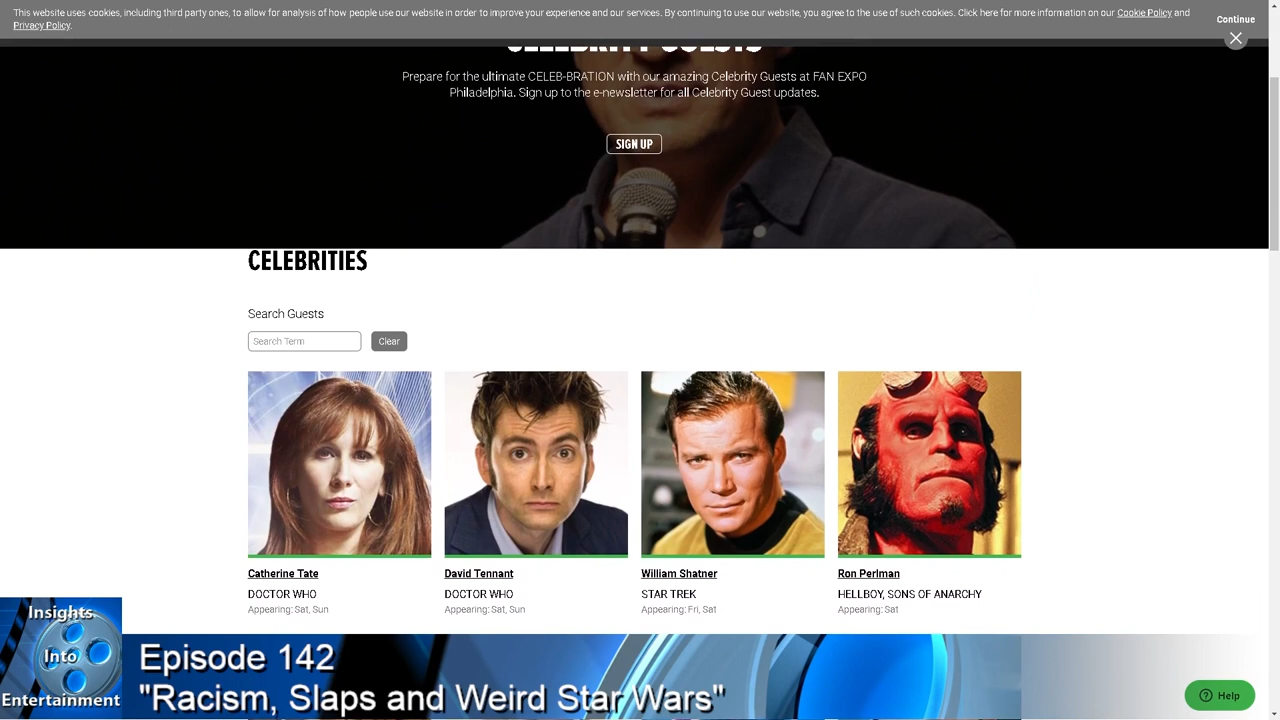 This website uses cookies, including third party ones, to allow for analysis of how people use our website in order to improve your experience and our services. By continuing to use our website, you agree to the use of such cookies. Click here for more information on our Cookie Policy and
Privacy Policy.
Continue
CELEBRITY GUESTS
Prepare for the ultimate CELEB-BRATION with our amazing Celebrity Guests at FAN EXPO
Philadelphia. Sign up to the e-newsletter for all Celebrity Guest updates.
SIGN UP
CELEBRITIES
Search Guests
Search Term
Clear
Catherine Tate
DOCTOR WHO
Appearing: Sat, Sun
David Tennant
DOCTOR WHO
Appearing: Sat, Sun
William Shatner
STAR TREK
Appearing: Fri, Sat
Ron Perlman
HELLBOY, SONS OF ANARCHY
Appearing: Sat
Insights
Into
Entertainment
Episode 142
"Racism, Slaps and Weird Star Wars"
Help